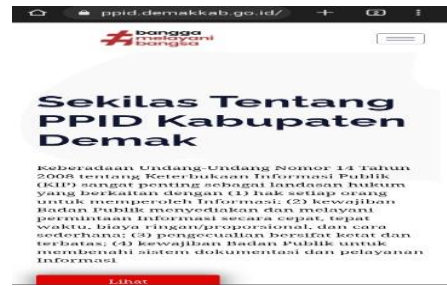 ppid.demakkab.go.id/
2
bangga
melayani
bangsa
Sekilas Tentang
PPID Kabupaten
Demak
Keberadaan Undang-Undang Nomor 14 Tahun
2008 tentang Keterbukaan Informasi Publik
(KIP) sangat penting sebagai landasan hukum
yang berkaitan dengan (1) hak setiap orang
untuk memperoleh Informasi; (2) kewajiban
Badan Publik menyediakan dan melayani
permintaan Informasi secara cepat, tepat
waktu, biaya ringan/proporsional, dan cara
sederhana; (3) pengecualian bersifat ketat dan
terbatas; (4) kewajiban Badan Publik untuk
membenahi sistem dokumentasi dan pelayanan
Informasi
Lihat